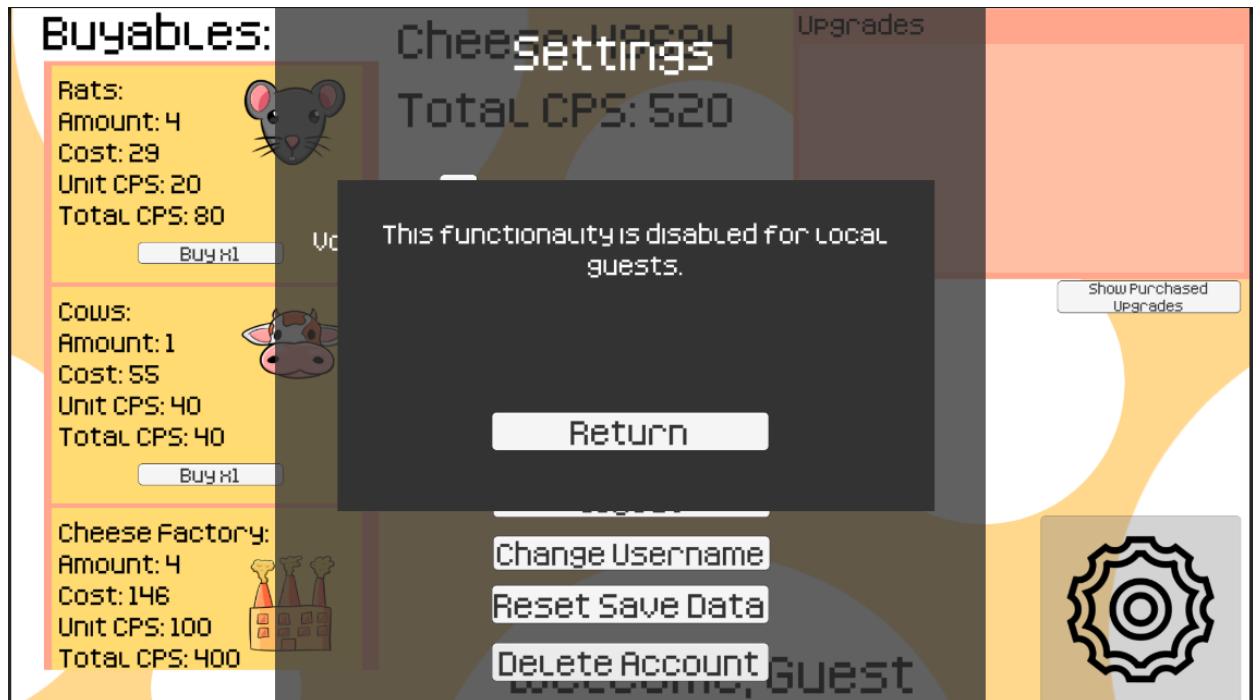 Buyables:
Rats:
Amount: 4
Cost: 29
Unit CPS: 20
Total CPS: 80
Buy x1
Cows:
Amount: 1
Cost: 55
Unit CPS: 40
Total CPS: 40
Buy x1
Cheese Factory:
Amount: 4
Cost: 146
Unit CPS: 100
Total CPS: 400
Settings
Total CPS: 520
This functionality is disabled for local
guests.
Return
Change Username
Reset Save Data
Delete Account
Guest
Upgrades
Show Purchased
Upgrades